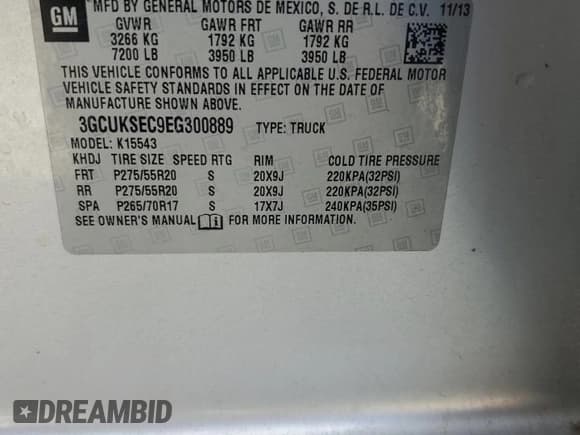 GM
MFD BY GENERAL MOTORS DE MEXICO, S. DE R.L. DE C.V. 11/13
GVWR GAWR FRT GAWR RR
3266 KG 1792 KG 1792 KG
7200 LB 3950 LB 3950 LB
THIS VEHICLE CONFORMS TO ALL APPLICABLE U.S. FEDERAL MOTOR
VEHICLE SAFETY STANDARDS IN EFFECT ON THE DATE OF
MANUFACTURE SHOWN ABOVE.
3GCUKSEC9EG300889 TYPE: TRUCK
MODEL: K15543
KHDJ TIRE SIZE SPEED RTG RIM COLD TIRE PRESSURE
FRT P275/55R20 S 20X9J 220KPA(32PSI)
RR P275/55R20 S 20X9J 220KPA(32PSI)
SPA P265/70R17 S 17X7J 240KPA(35PSI)
SEE OWNER'S MANUAL FOR MORE INFORMATION.
DREAMBID